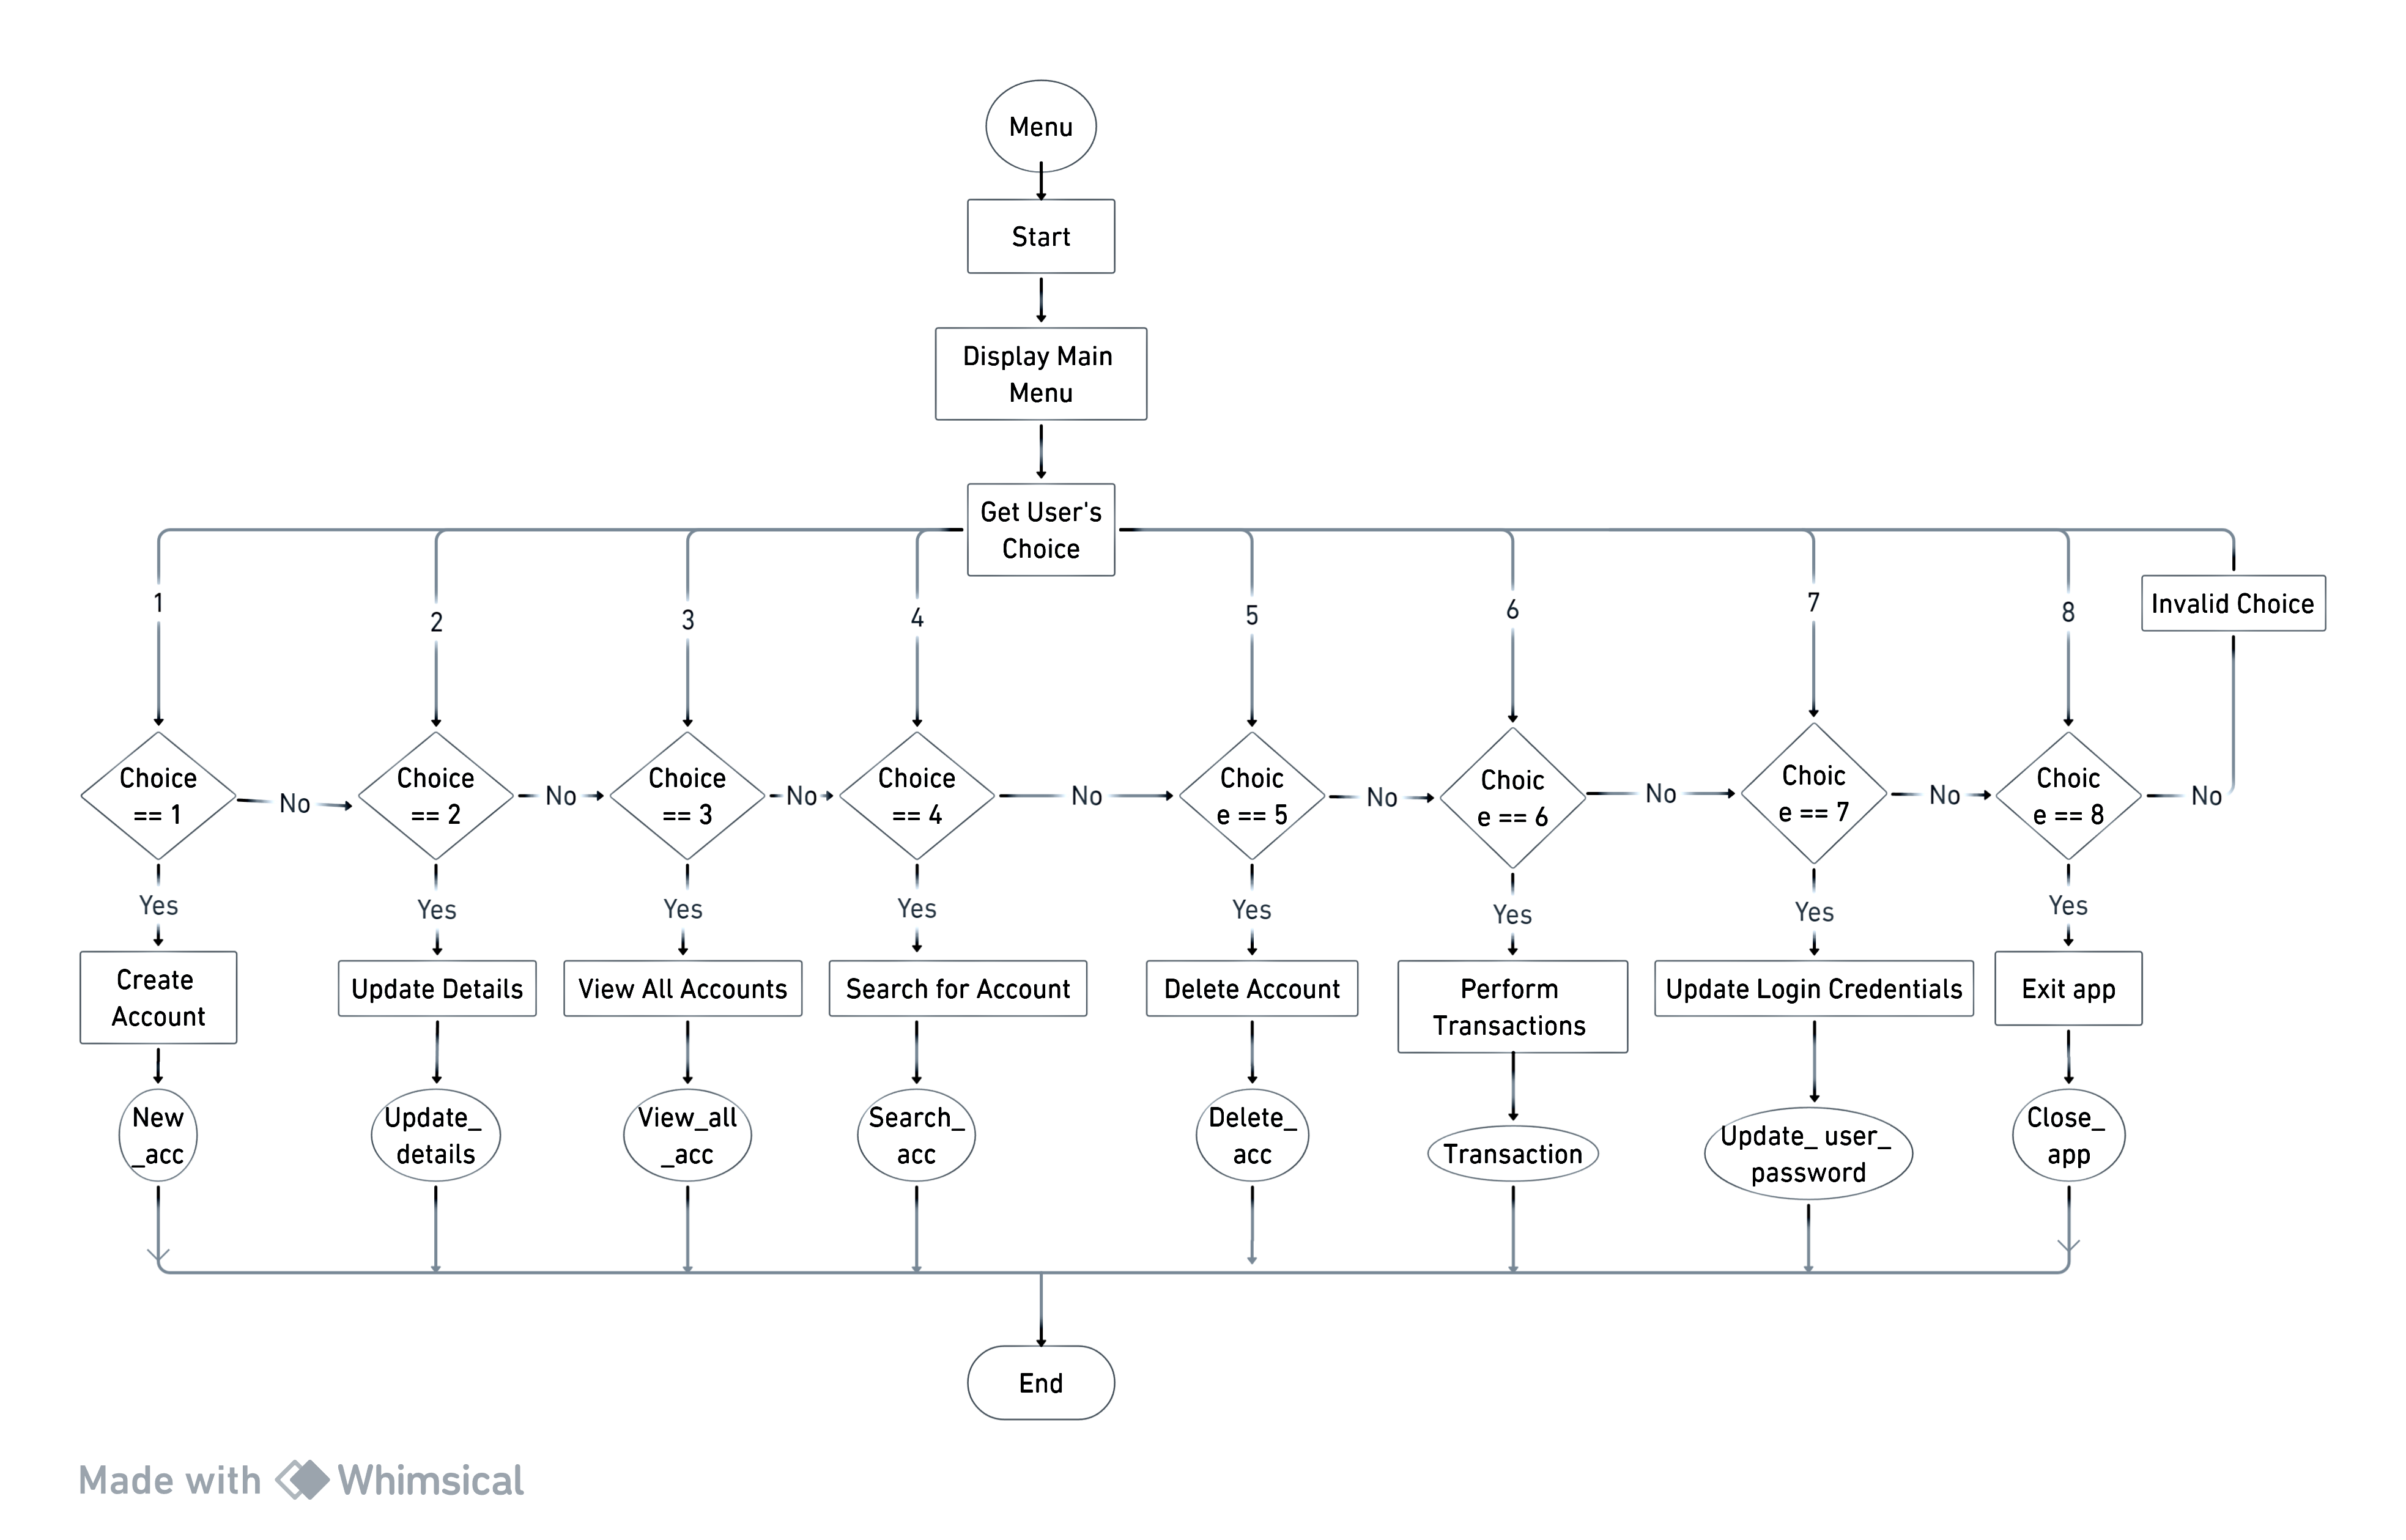 Menu
Start
Display Main
Menu
Get User's
Choice
1
2
3
4
5
6
7
8
Invalid Choice
Choice
== 1
No
Choice
== 2
No
Choice
== 3
No
Choice
== 4
No
Choic
e == 5
No
Choic
e == 6
No
Choic
e == 7
No
Choic
e == 8
No
Yes
Yes
Yes
Yes
Yes
Yes
Yes
Yes
Create
Account
Update Details
View All Accounts
Search for Account
Delete Account
Perform
Transactions
Update Login Credentials
Exit app
New
_acc
Update_
details
View_all
_acc
Search_
acc
Delete_
acc
Transaction
Update_ user_
password
Close_
app
End
Made with Whimsical